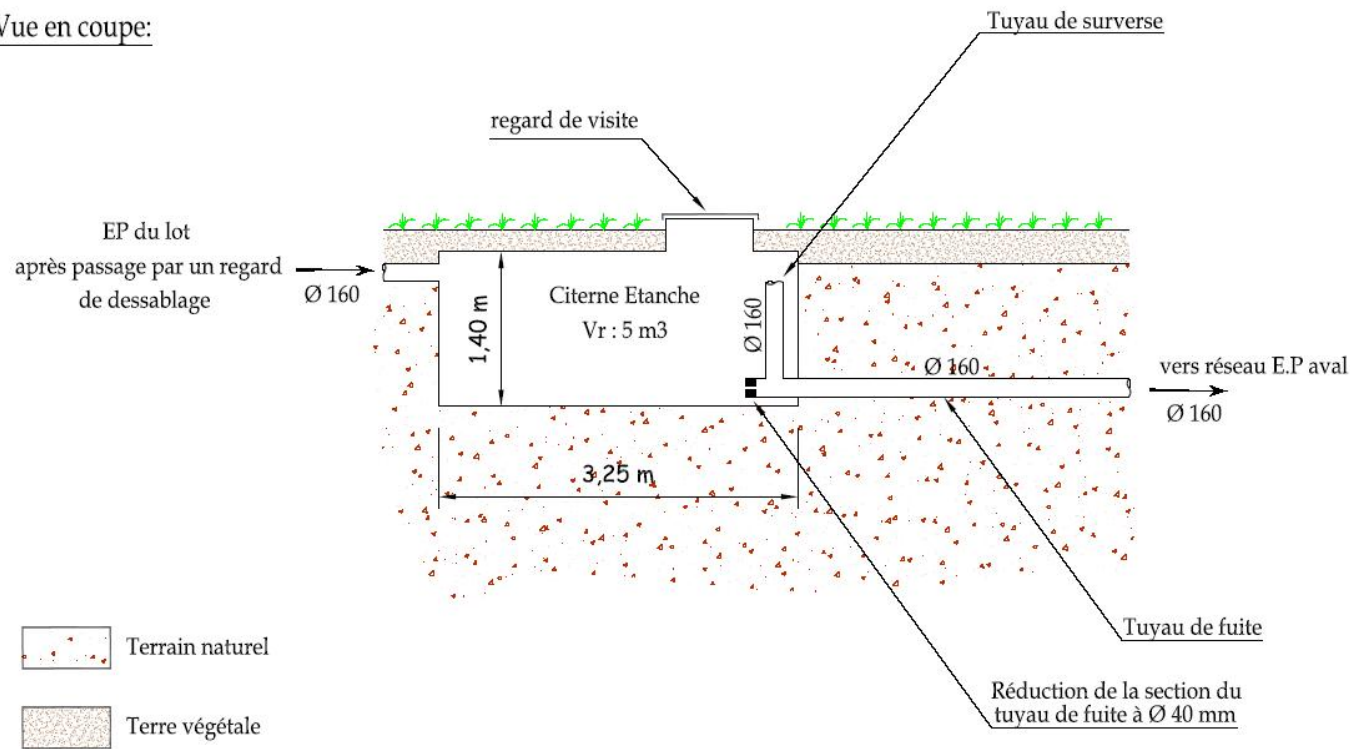 Vue en coupe:
Tuyau de surverse
regard de visite
EP du lot
après passage par un regard
de dessablage
Ø 160
1,40 m
Citerne Etanche
Vr : 5 m3
Ø 160
Ø 160
vers réseau E.P aval
Ø 160
3,25 m
Tuyau de fuite
Réduction de la section du
tuyau de fuite à Ø 40 mm
Terrain naturel
Terre végétale